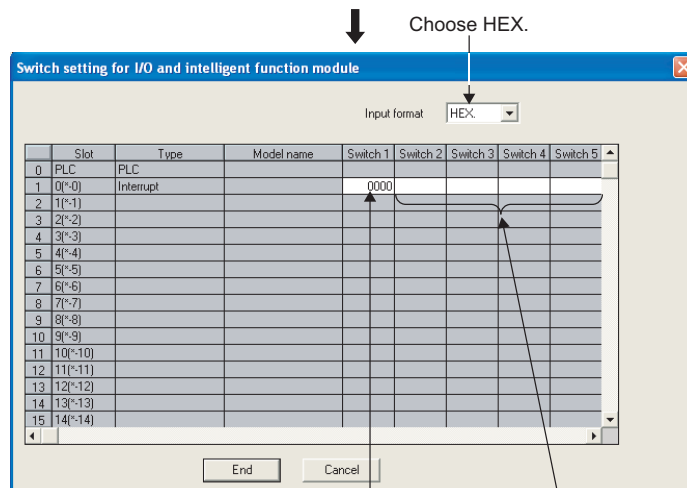 Choose HEX.
Switch setting for I/O and intelligent function module
Input format HEX.
Slot Type Model name Switch 1 Switch 2 Switch 3 Switch 4 Switch 5
0 PLC PLC
1 0(*-0) Interrupt 0000
2 1(*-1)
3 2(*-2)
4 3(*-3)
5 4(*-4)
6 5(*-5)
7 6(*-6)
8 7(*-7)
9 8(*-8)
10 9(*-9)
11 10(*-10)
12 11(*-11)
13 12(*-12)
14 13(*-13)
15 14(*-14)
End Cancel